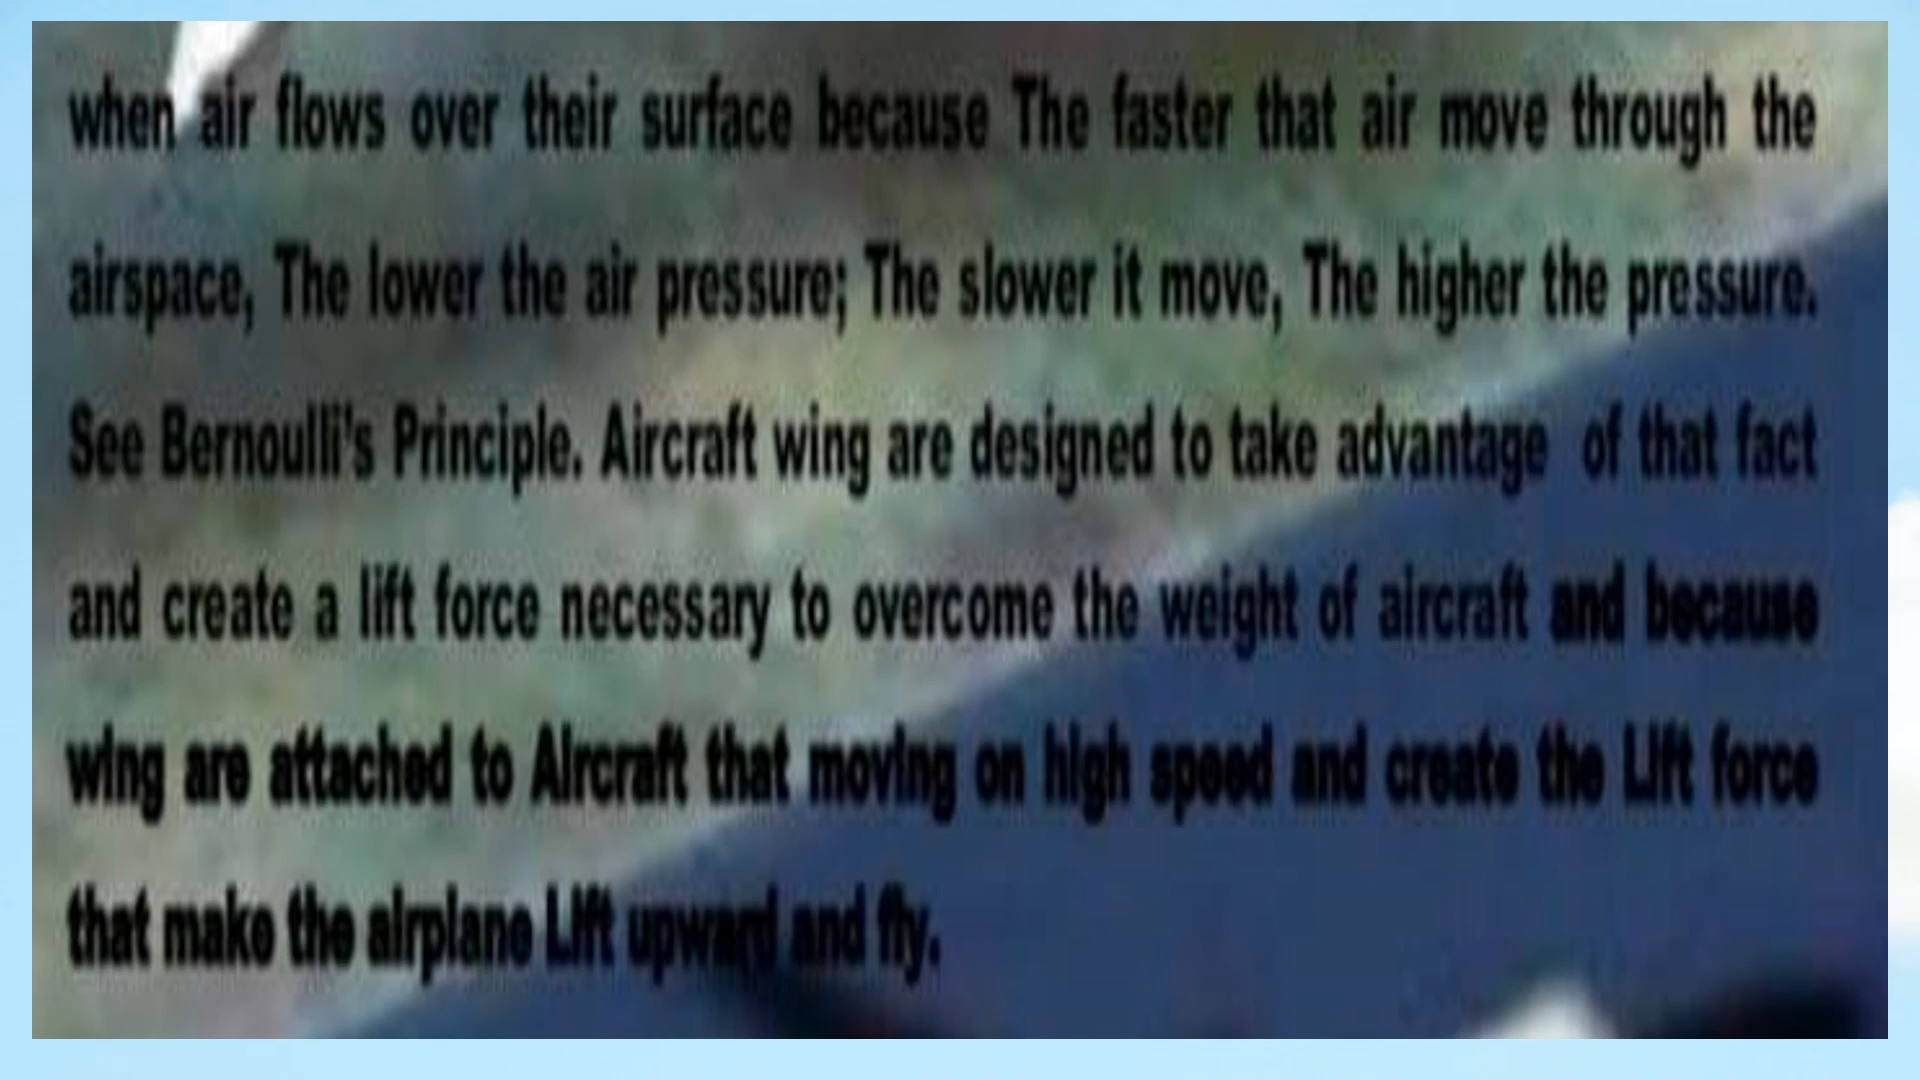 when air flows over their surface because The faster that air move through the
airspace, The lower the air pressure; The slower it move, The higher the pressure.
See Bernoulli's Principle. Aircraft wing are designed to take advantage of that fact
and create a lift force necessary to overcome the weight of aircraft and because
wing are attached to Aircraft that moving on high speed and create the Lift force
that make the airplane Lift upward and fly.